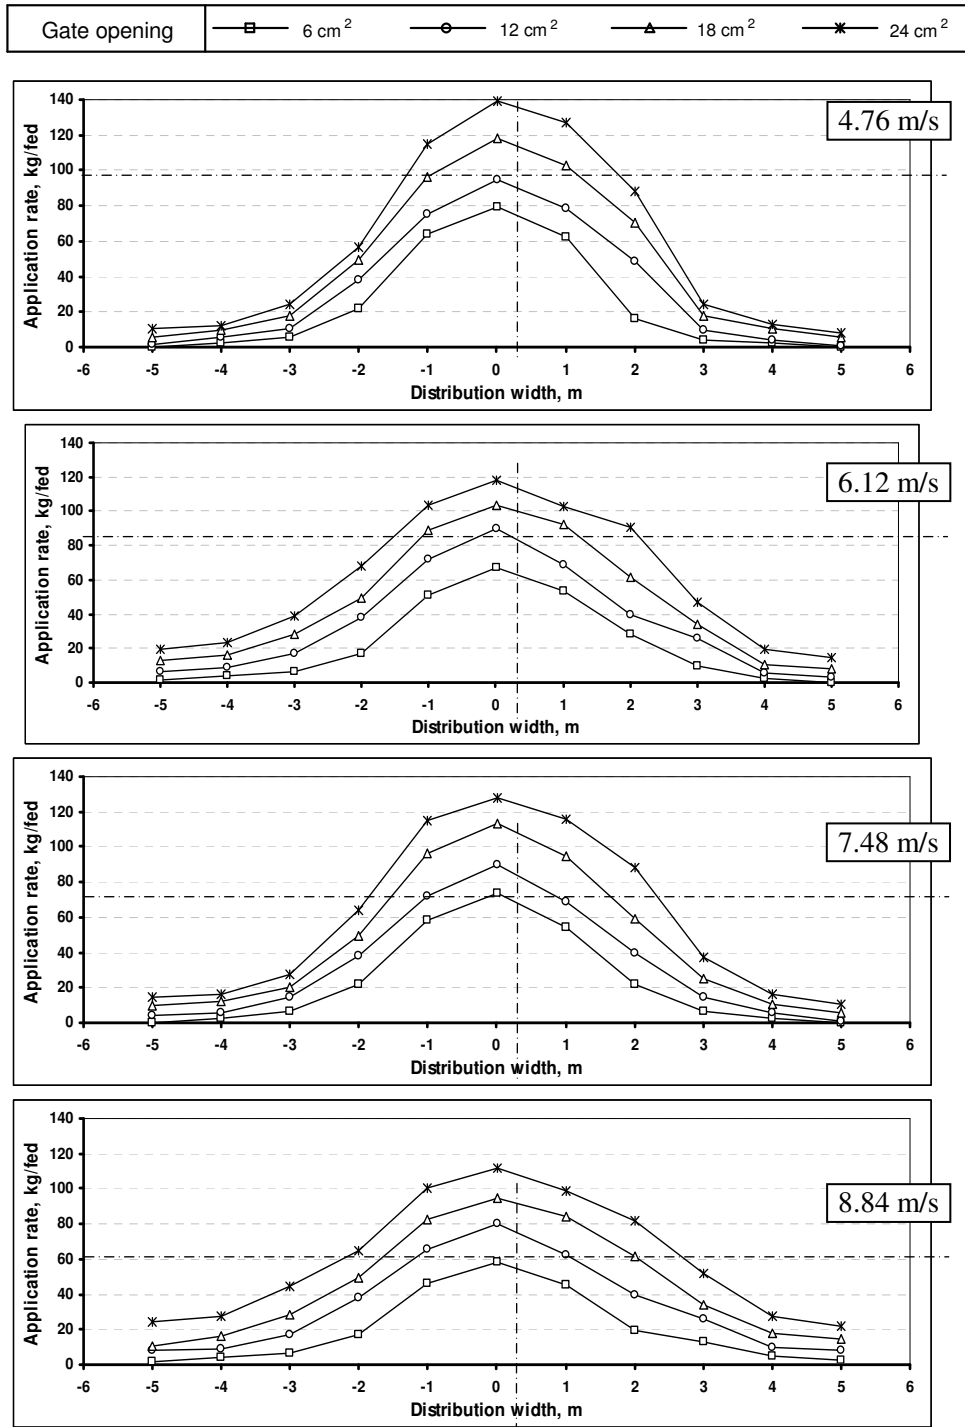 Gate opening 6 cm² 12 cm² 18 cm² 24 cm²
4.76 m/s
Application rate, kg/fed
140
120
100
80
60
40
20
0
-6 -5 -4 -3 -2 -1 0 1 2 3 4 5 6
Distribution width, m
6.12 m/s
Application rate, kg/fed
140
120
100
80
60
40
20
0
-6 -5 -4 -3 -2 -1 0 1 2 3 4 5 6
Distribution width, m
7.48 m/s
Application rate, kg/fed
140
120
100
80
60
40
20
0
-6 -5 -4 -3 -2 -1 0 1 2 3 4 5 6
Distribution width, m
8.84 m/s
Application rate, kg/fed
140
120
100
80
60
40
20
0
-6 -5 -4 -3 -2 -1 0 1 2 3 4 5 6
Distribution width, m